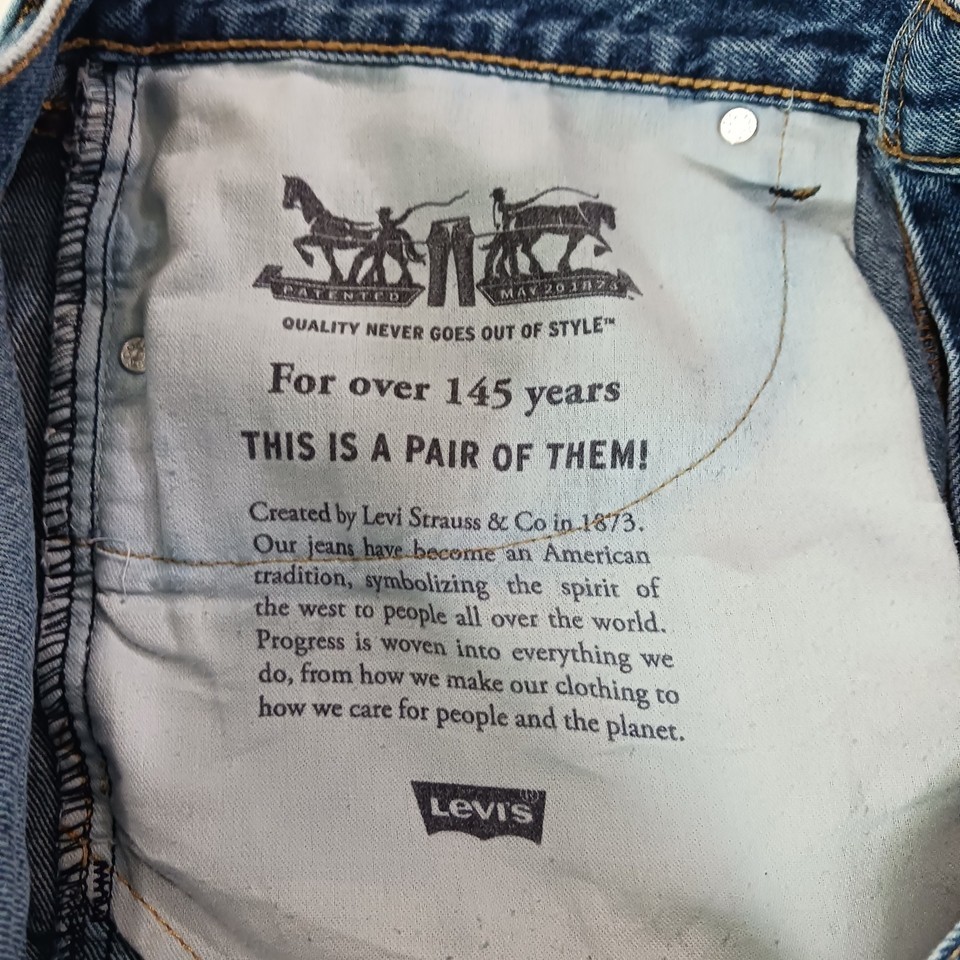 PATENTED MAY 20 1873
QUALITY NEVER GOES OUT OF STYLE™
For over 145 years
THIS IS A PAIR OF THEM!
Created by Levi Strauss & Co in 1873.
Our jeans have become an American
tradition, symbolizing the spirit of
the west to people all over the world.
Progress is woven into everything we
do, from how we make our clothing to
how we care for people and the planet.
LEVI'S®